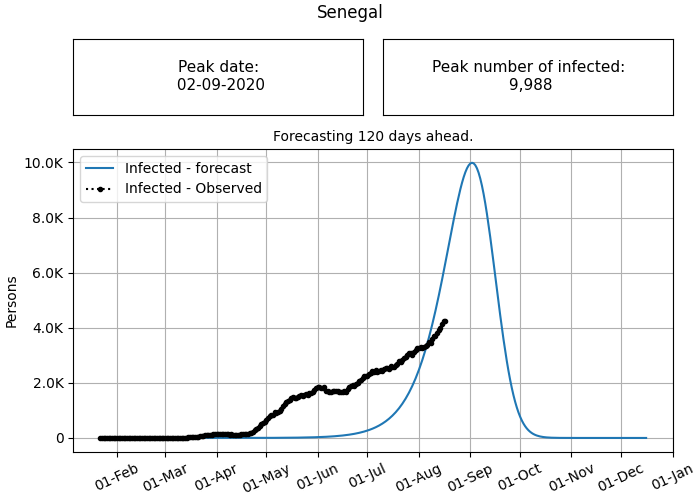 Senegal
Peak date:
02-09-2020
Peak number of infected:
9,988
Forecasting 120 days ahead.
Infected - forecast
Infected - Observed
10.0K
8.0K
6.0K
4.0K
2.0K
0
Persons
01-Feb
01-Mar
01-Apr
01-May
01-Jun
01-Jul
01-Aug
01-Sep
01-Oct
01-Nov
01-Dec
01-Jan